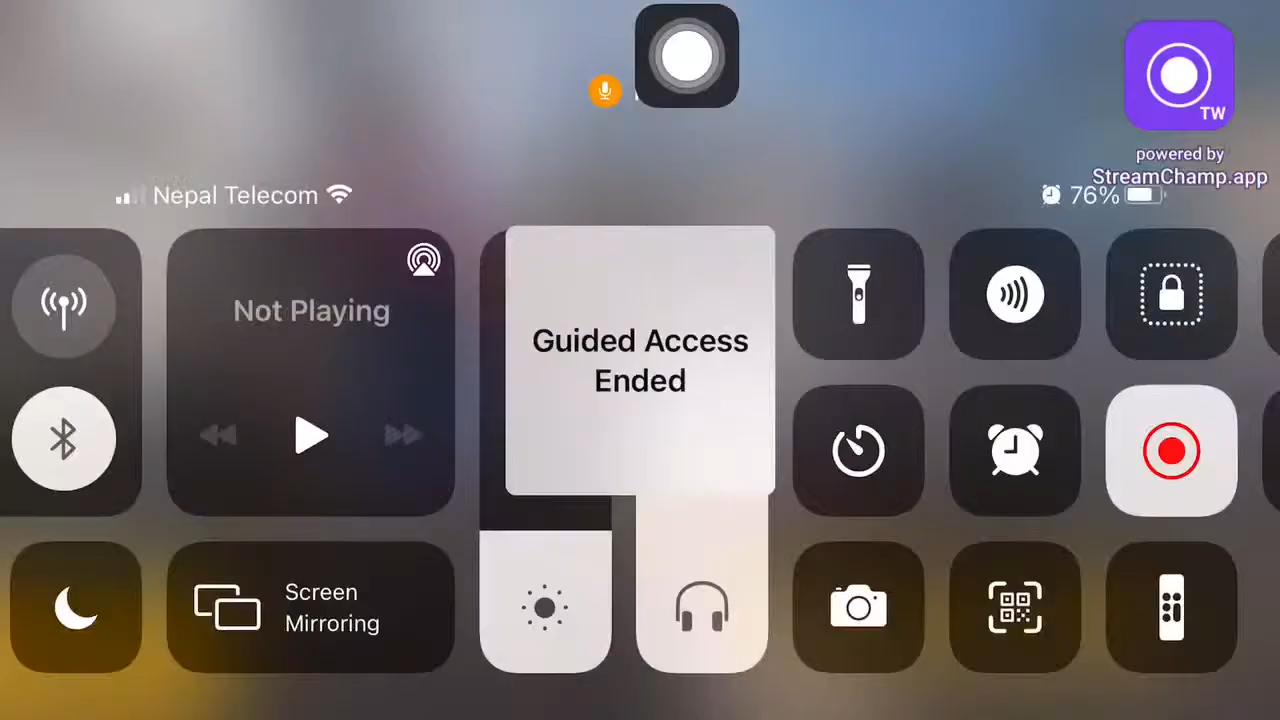 TW
powered by
StreamChamp.app
Nepal Telecom
76%
Not Playing
Guided Access
Ended
Screen
Mirroring